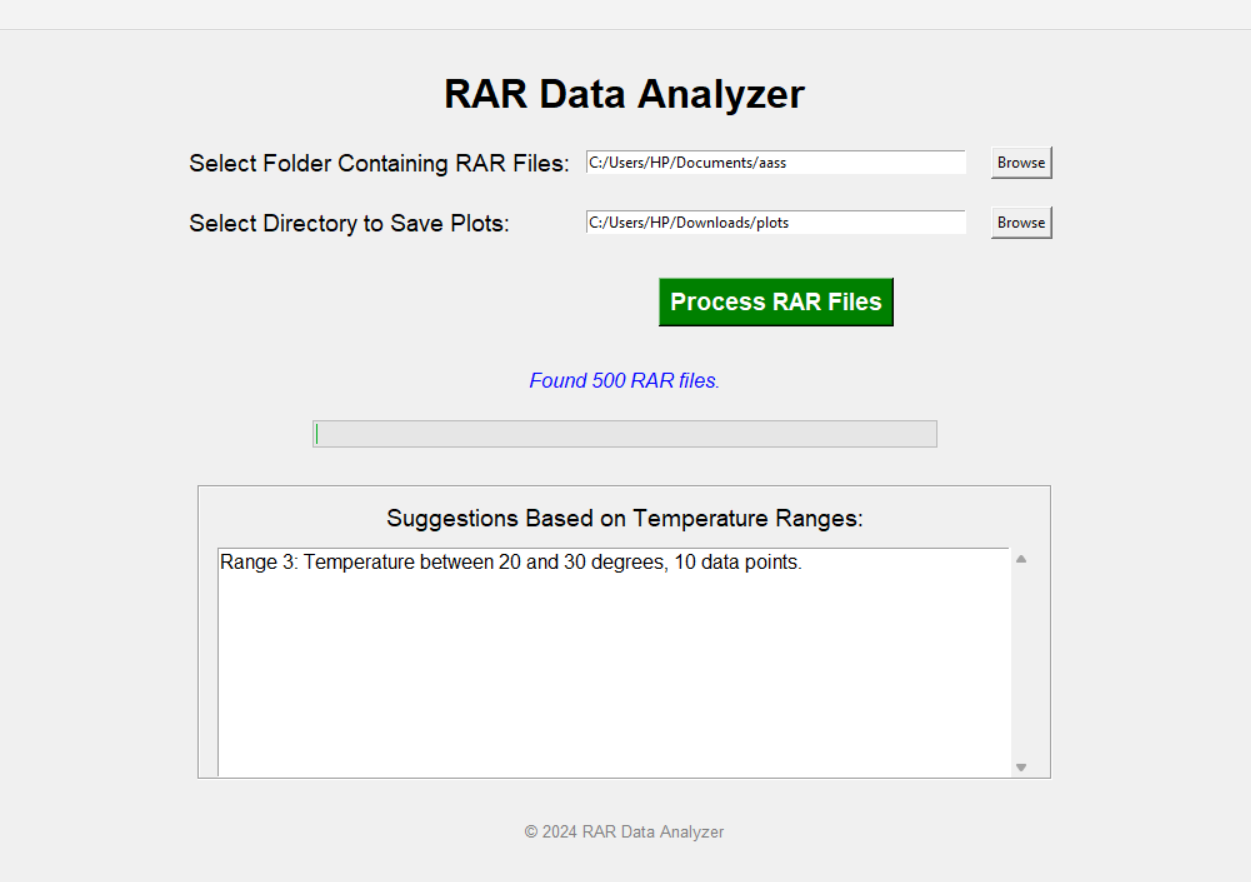 RAR Data Analyzer
Select Folder Containing RAR Files: C:/Users/HP/Documents/aass Browse
Select Directory to Save Plots: C:/Users/HP/Downloads/plots Browse
Process RAR Files
Found 500 RAR files.
Suggestions Based on Temperature Ranges:
Range 3: Temperature between 20 and 30 degrees, 10 data points.
© 2024 RAR Data Analyzer